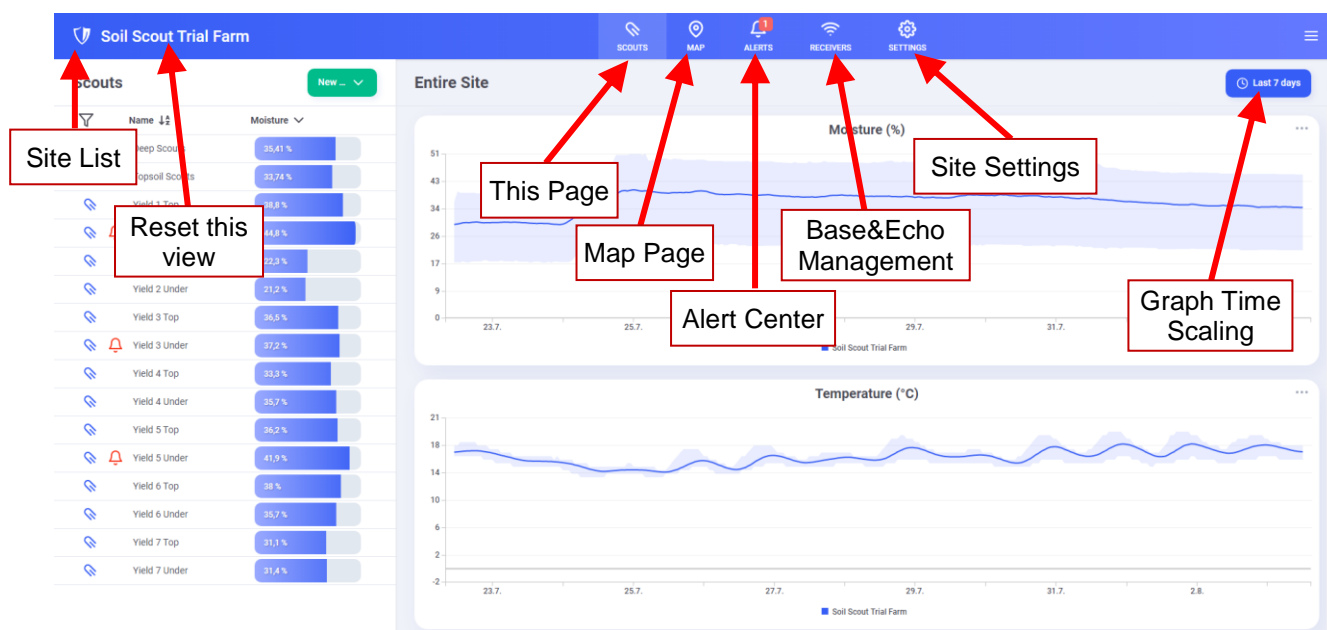 Soil Scout Trial Farm
SCOUTS
MAP
1
ALERTS
RECEIVERS
SETTINGS
Scouts
New ...
Entire Site
Last 7 days
Name
Moisture
Deep Scouts
35,41 %
Topsoil Scouts
33,74 %
Yield 1 Top
38,8 %
44,8 %
22,3 %
Yield 2 Under
21,2 %
Yield 3 Top
36,5 %
Yield 3 Under
37,2 %
Yield 4 Top
33,3 %
Yield 4 Under
35,7 %
Yield 5 Top
36,2 %
Yield 5 Under
41,9 %
Yield 6 Top
38 %
Yield 6 Under
35,7 %
Yield 7 Top
31,1 %
Yield 7 Under
31,4 %
Site List
Reset this
view
This Page
Map Page
Alert Center
Base&Echo
Management
Site Settings
Graph Time
Scaling
Moisture (%)
51
43
34
26
17
9
0
23.7.
25.7.
29.7.
31.7.
Soil Scout Trial Farm
Temperature (°C)
21
18
14
10
6
2
-2
23.7.
25.7.
27.7.
29.7.
31.7.
2.8.
Soil Scout Trial Farm